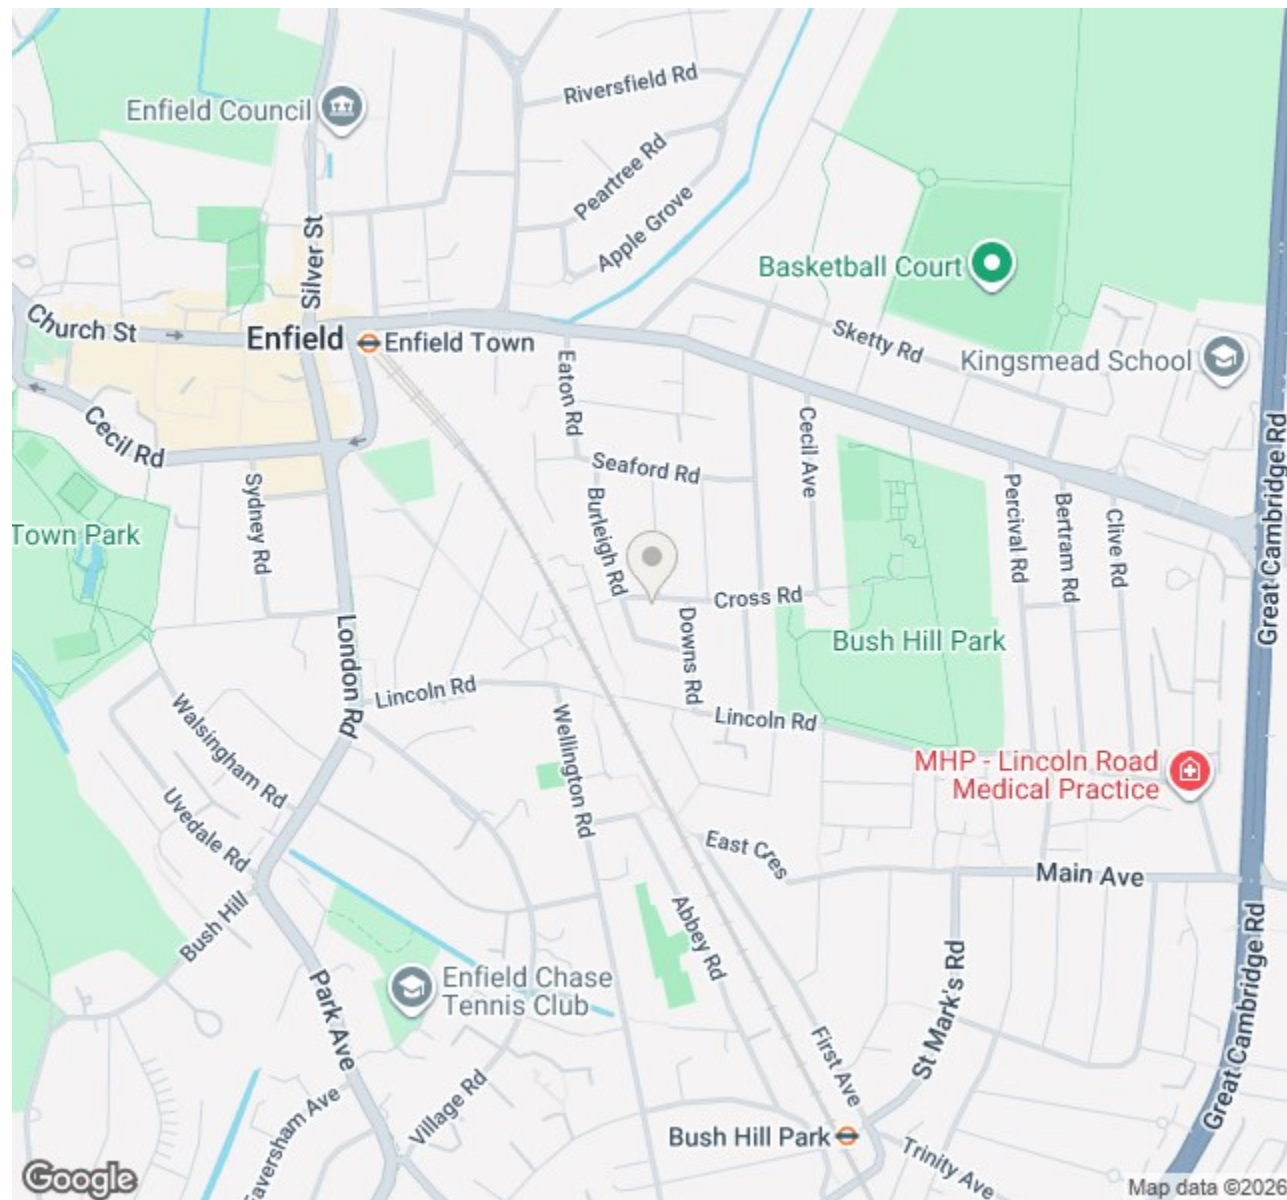 Riversfield Rd
Enfield Council
Peartree Rd
Apple Grove
Silver St
Basketball Court
Church St
Enfield
Enfield Town
Sketty Rd
Kingsmead School
Eaton Rd
Cecil Rd
Cecil Ave
Great Cambridge Rd
Seaford Rd
Sydney Rd
Burleigh Rd
Percival Rd
Bertram Rd
Clive Rd
Town Park
Cross Rd
Downs Rd
Bush Hill Park
London Rd
Lincoln Rd
Lincoln Rd
Walsingham Rd
Wellington Rd
MHP - Lincoln Road
Medical Practice
Uvedale Rd
East Cres
Main Ave
Bush Hill
Abbey Rd
Great Cambridge Rd
St Mark's Rd
Enfield Chase
Tennis Club
Park Ave
First Ave
Village Rd
Faversham Ave
Bush Hill Park
Trinity Ave
Google
Map data ©2026